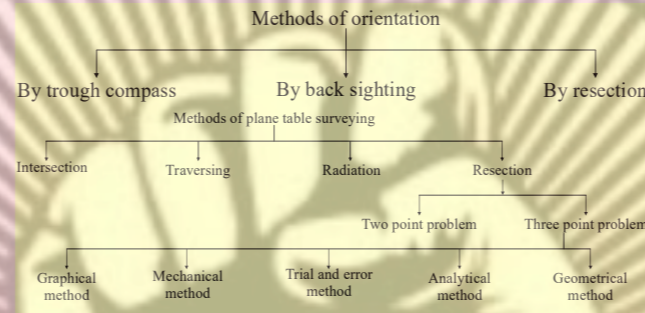 Methods of orientation
By trough compass By back sighting By resection
Methods of plane table surveying
Intersection Traversing Radiation Resection
Two point problem Three point problem
Graphical method Mechanical method Trial and error method Analytical method Geometrical method